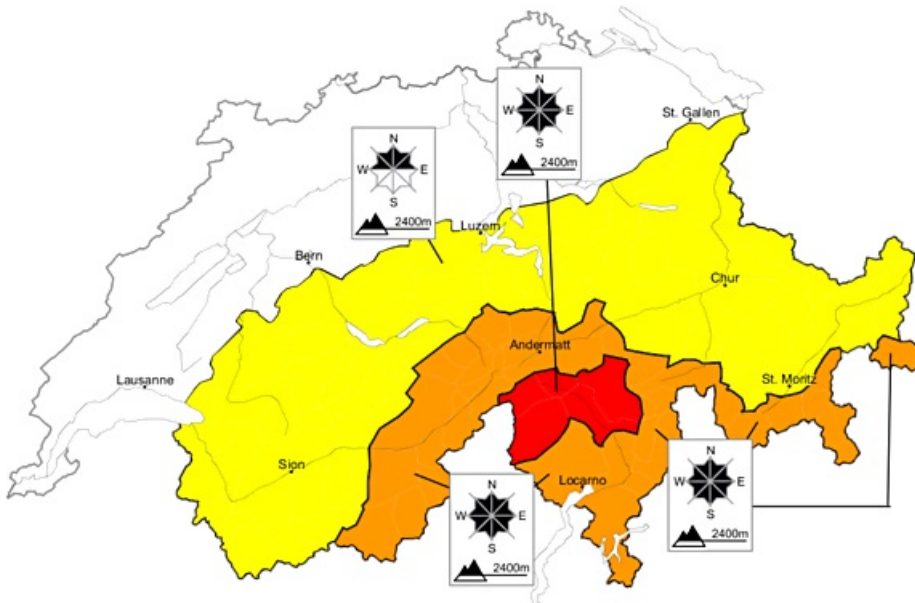 St. Gallen
N
W E
S
2400m
N
W E
S
2400m
Luzern
Bern
Chur
Andermatt
Lausanne
St. Moritz
Sion
Locarno
N
W E
S
2400m
N
W E
S
2400m